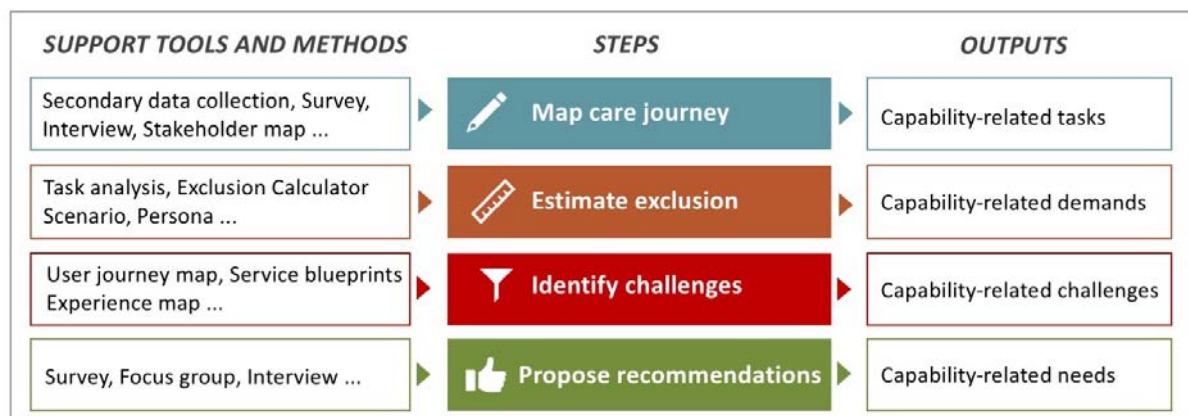 SUPPORT TOOLS AND METHODS
STEPS
OUTPUTS
Secondary data collection, Survey,
Interview, Stakeholder map ...
Map care journey
Capability-related tasks
Task analysis, Exclusion Calculator
Scenario, Persona ...
Estimate exclusion
Capability-related demands
User journey map, Service blueprints
Experience map ...
Identify challenges
Capability-related challenges
Survey, Focus group, Interview ...
Propose recommendations
Capability-related needs